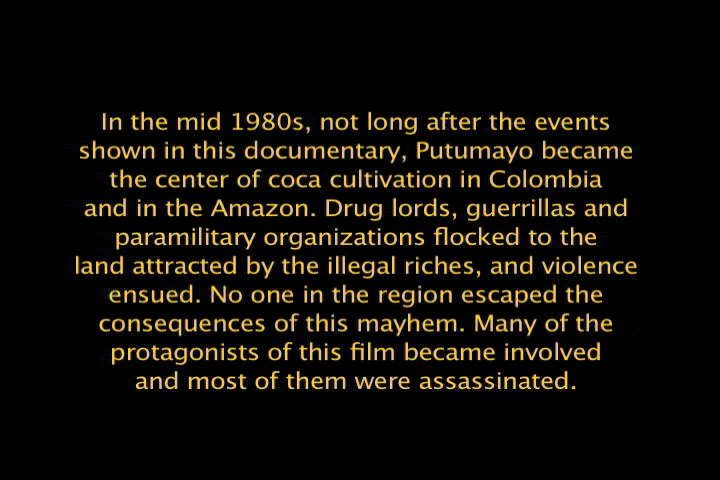 In the mid 1980s, not long after the events
shown in this documentary, Putumayo became
the center of coca cultivation in Colombia
and in the Amazon. Drug lords, guerrillas and
paramilitary organizations flocked to the
land attracted by the illegal riches, and violence
ensued. No one in the region escaped the
consequences of this mayhem. Many of the
protagonists of this film became involved
and most of them were assassinated.